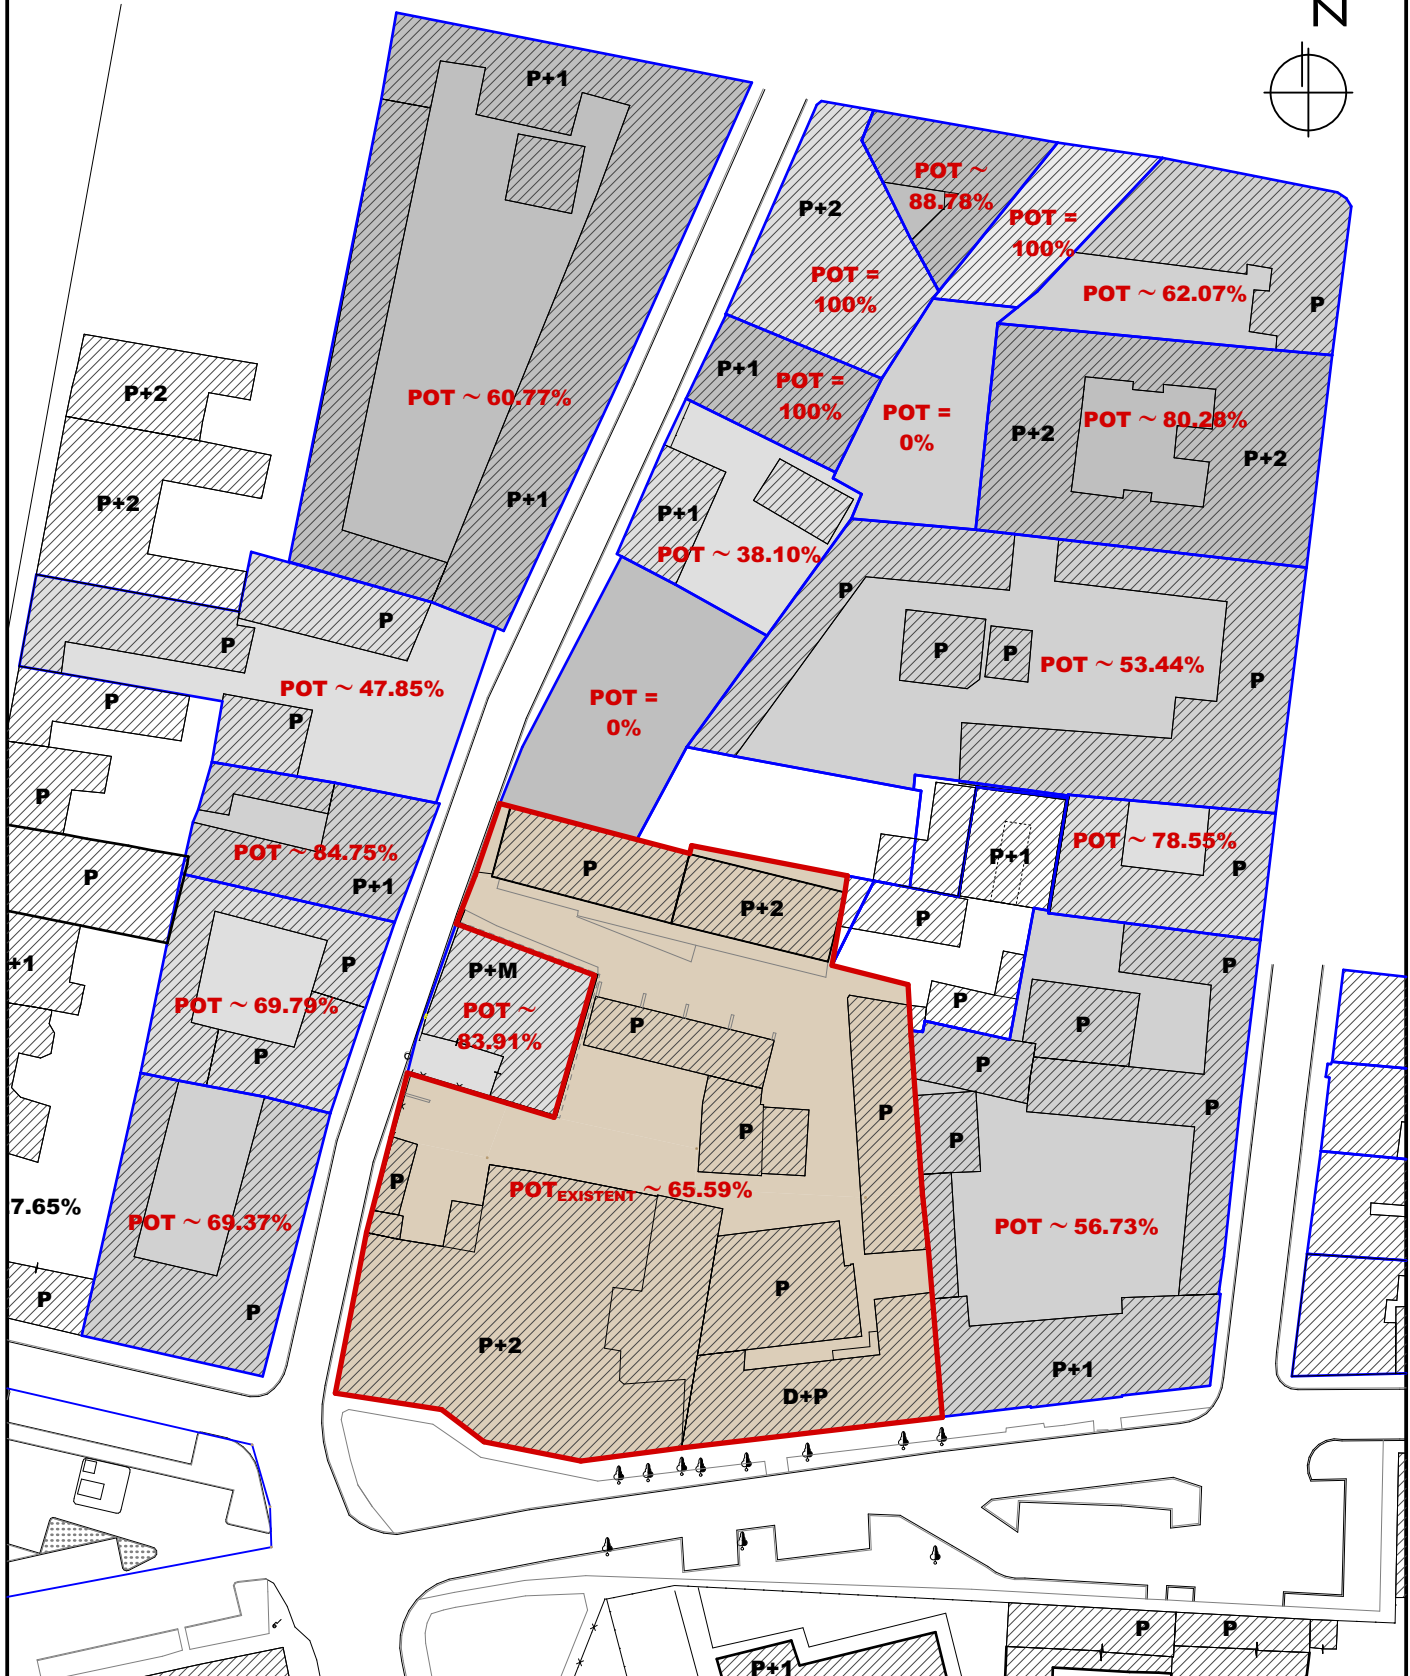 N
P+1
POT ~
88.78%
P+2
POT =
100%
POT =
100%
POT ~ 62.07%
P
P+1
POT =
100%
P+2
POT ~ 60.77%
POT =
0%
P+2
POT ~ 80.28%
P+2
P+2
P+1
P+1
POT ~ 38.10%
P
P
P
P
P
POT ~ 53.44%
P
POT ~ 47.85%
P
P
POT =
0%
P
POT ~ 84.75%
P+1
P
P
P+2
P+1
POT ~ 78.55%
P
P
+1
P
P+M
POT ~
83.91%
POT ~ 69.79%
P
P
P
P
P
P
P
P
P
P
P
P
7.65%
POT ~ 69.37%
POTEXISTENT ~ 65.59%
POT ~ 56.73%
P
P
P
P+2
P+1
D+P
P
P
P+1